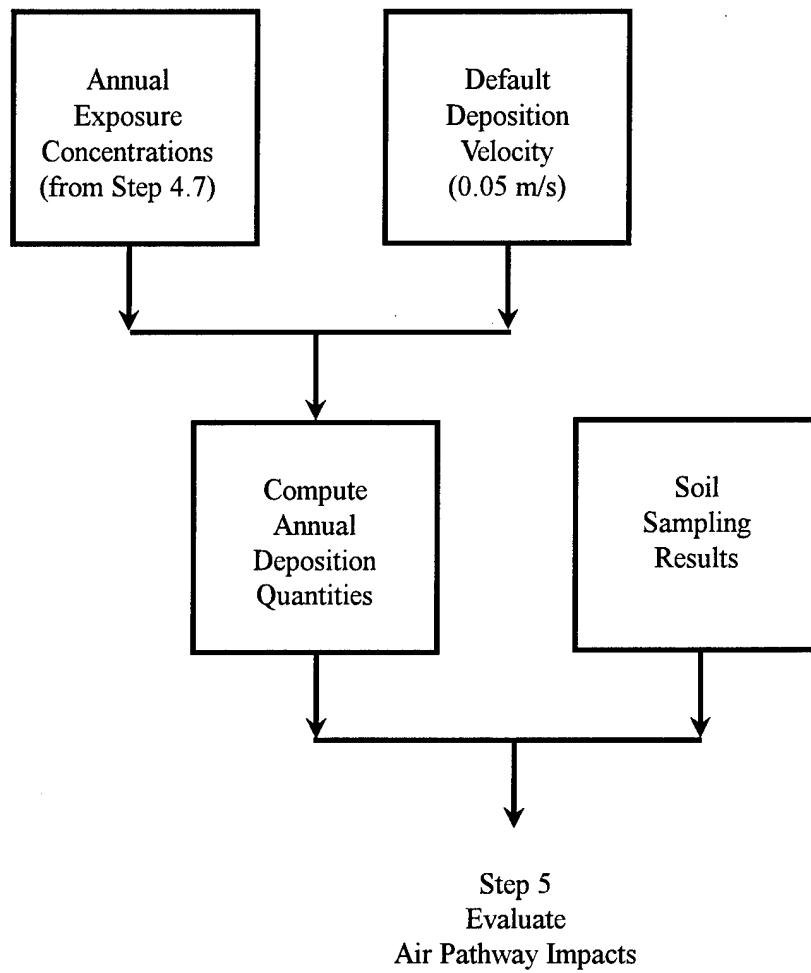 Annual
Exposure
Concentrations
(from Step 4.7)
Default
Deposition
Velocity
(0.05 m/s)
Compute
Annual
Deposition
Quantities
Soil
Sampling
Results
Step 5
Evaluate
Air Pathway Impacts